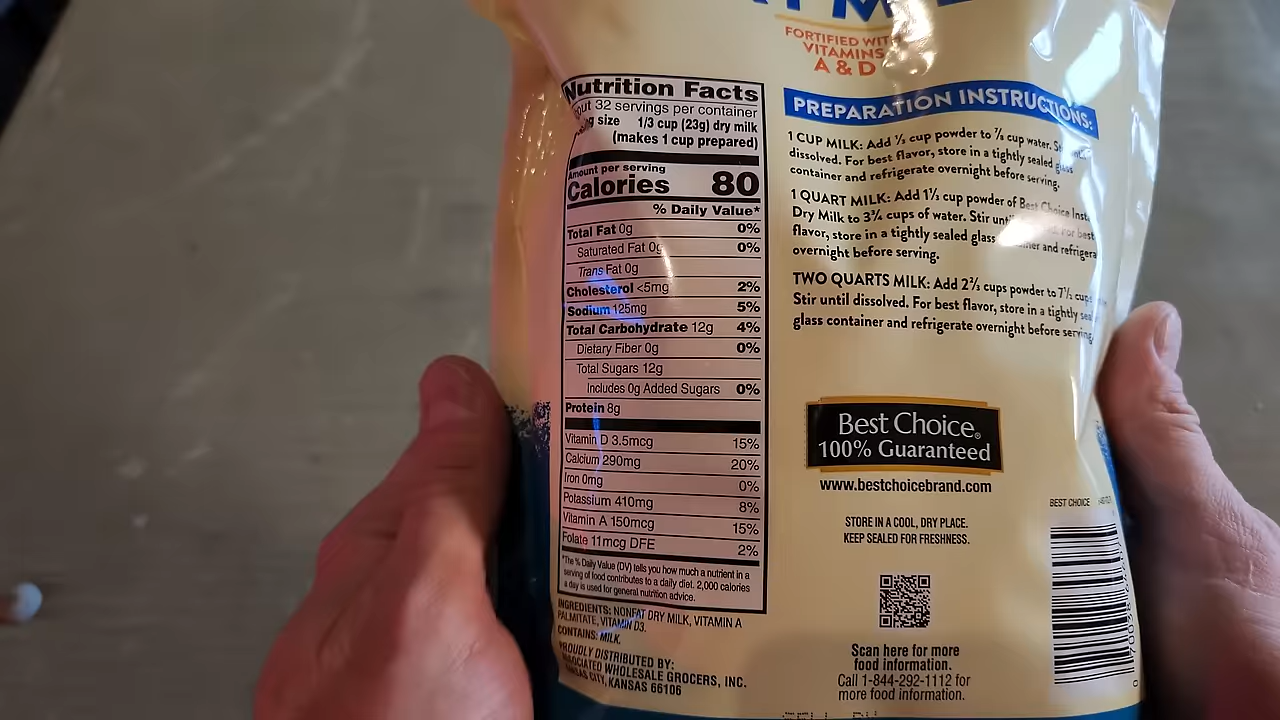 FORTIFIED WIT
VITAMINS
A & D
Nutrition Facts
out 32 servings per container
ng size 1/3 cup (23g) dry milk
(makes 1 cup prepared)
Amount per serving
Calories 80
% Daily Value*
Total Fat 0g 0%
Saturated Fat 0g 0%
Trans Fat 0g
Cholesterol <5mg 2%
Sodium 125mg 5%
Total Carbohydrate 12g 4%
Dietary Fiber 0g 0%
Total Sugars 12g
Includes 0g Added Sugars 0%
Protein 8g
Vitamin D 3.5mcg 15%
Calcium 290mg 20%
Iron 0mg 0%
Potassium 410mg 8%
Vitamin A 150mcg 15%
Folate 11mcg DFE 2%
*The % Daily Value (DV) tells you how much a nutrient in a
serving of food contributes to a daily diet. 2,000 calories
a day is used for general nutrition advice.
INGREDIENTS: NONFAT DRY MILK, VITAMIN A
PALMITATE, VITAMIN D3.
CONTAINS: MILK.
PROUDLY DISTRIBUTED BY:
ASSOCIATED WHOLESALE GROCERS, INC.
KANSAS CITY, KANSAS 66106
PREPARATION INSTRUCTIONS:
1 CUP MILK: Add ⅓ cup powder to ⅞ cup water.
dissolved. For best flavor, store in a tightly sealed glass
container and refrigerate overnight before serving.
1 QUART MILK: Add 1⅓ cup powder of Best Choice Inst
Dry Milk to 3¾ cups of water. Stir For best
flavor, store in a tightly sealed glass and refrigera
overnight before serving.
TWO QUARTS MILK: Add 2⅔ cups powder to 7½ cups
Stir until dissolved. For best flavor, store in a tightly sea
glass container and refrigerate overnight before serving
Best Choice®
100% Guaranteed
www.bestchoicebrand.com
STORE IN A COOL, DRY PLACE.
KEEP SEALED FOR FRESHNESS.
Scan here for more
food information.
Call 1-844-292-1112 for
more food information.
BEST CHOICE